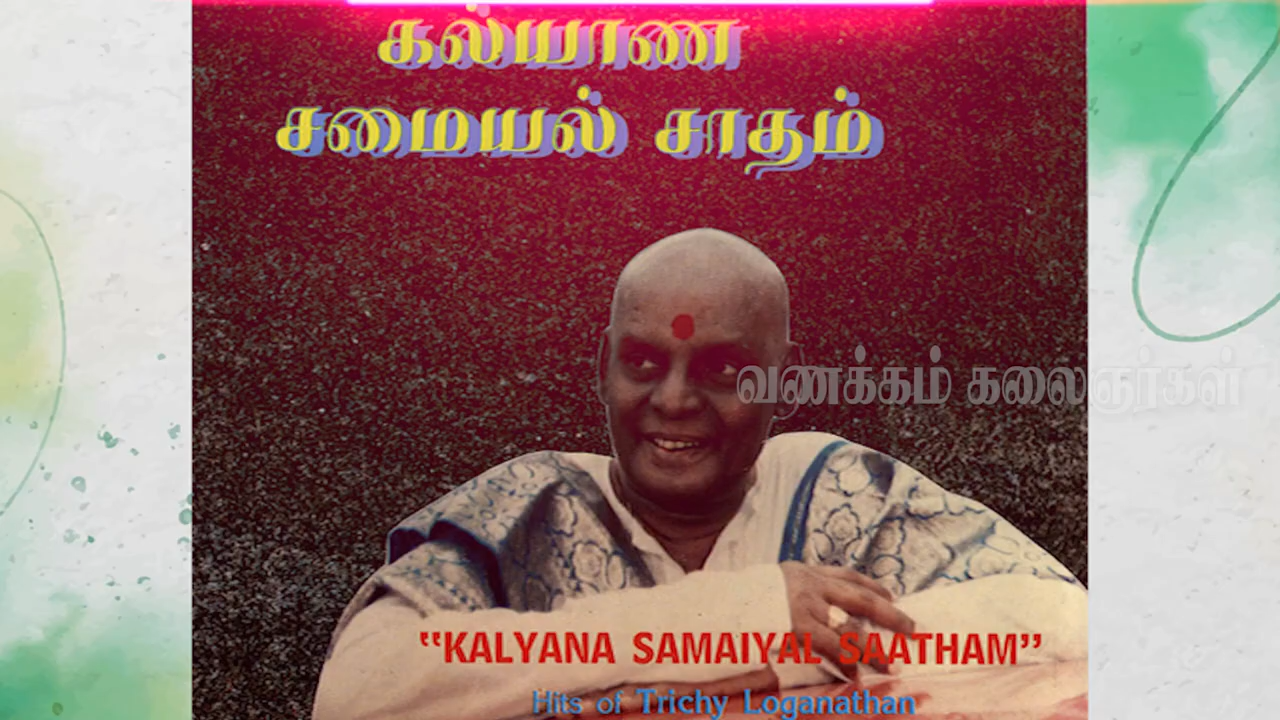 கல்யாண
சமையல் சாதம்
வணக்கம் கலைஞர்கள்
"KALYANA SAMAIYAL SAATHAM"
Hits of Trichy Loganathan